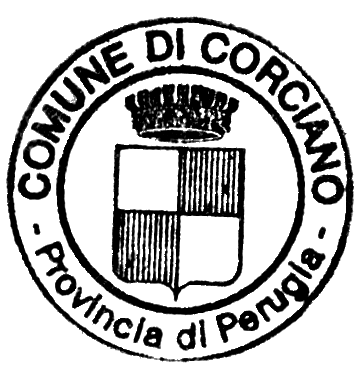 COMUNE DI CORCIANO
- Provincia di Perugia -